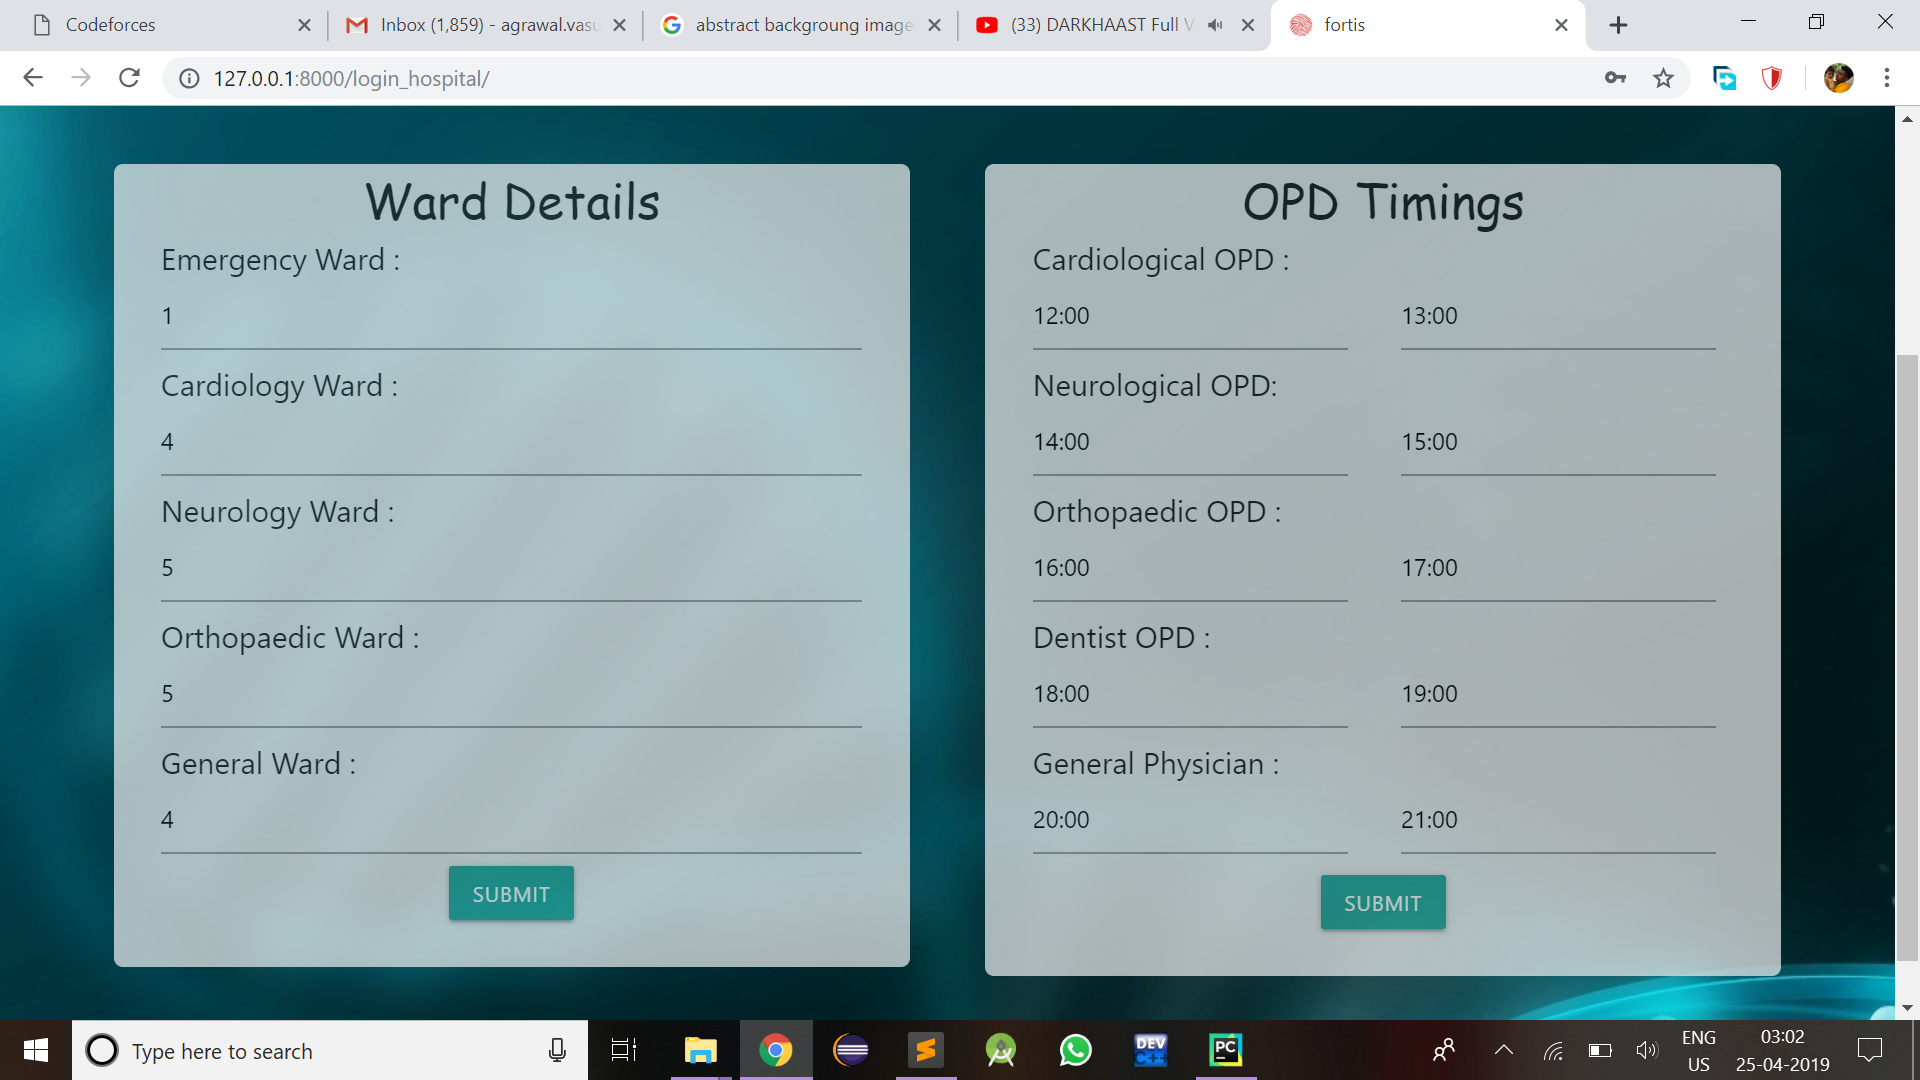 Codeforces
Inbox (1,859) - agrawal.vasu
abstract backgroung image
(33) DARKHAAST Full V
fortis
127.0.0.1:8000/login_hospital/
Ward Details
Emergency Ward :
1
Cardiology Ward :
4
Neurology Ward :
5
Orthopaedic Ward :
5
General Ward :
4
SUBMIT
OPD Timings
Cardiological OPD :
12:00 13:00
Neurological OPD:
14:00 15:00
Orthopaedic OPD :
16:00 17:00
Dentist OPD :
18:00 19:00
General Physician :
20:00 21:00
SUBMIT
Type here to search
DEV
C++
PC
ENG
US
03:02
25-04-2019